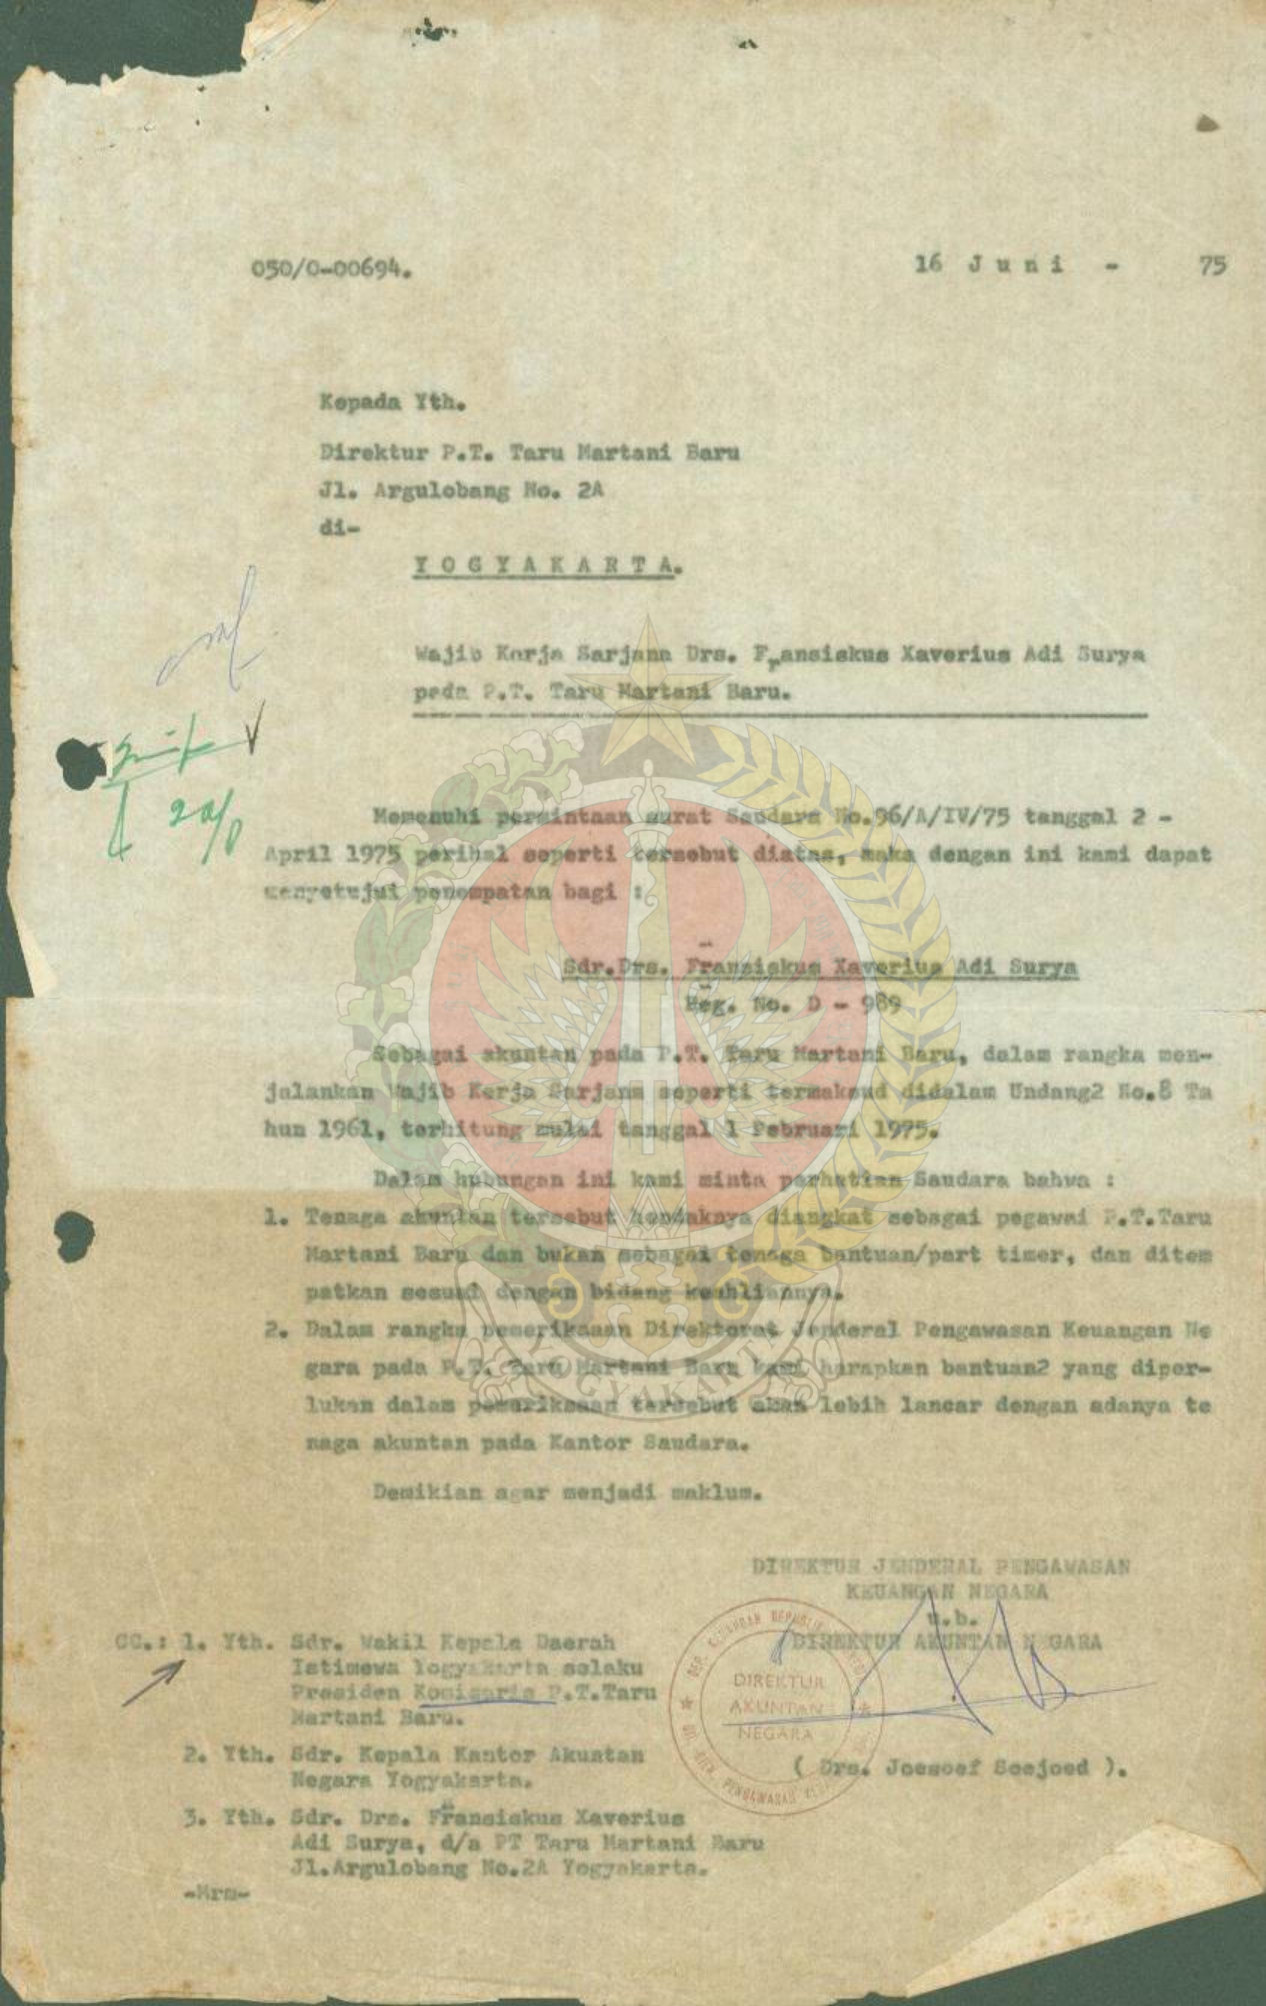 050/0-00694.
16 Juni - 75
Kepada Yth.
Direktur P.T. Taru Martani Baru
Jl. Argulobang No. 2A
di-
YOGYAKARTA.
Wajib Kerja Sarjana Drs. Fransiskus Xaverius Adi Surya
pada P.T. Taru Martani Baru.
Memenuhi permintaan surat Saudara No.96/A/IV/75 tanggal 2 -
April 1975 perihal seperti tersebut diatas, maka dengan ini kami dapat
menyetujui penempatan bagi :
Sdr.Drs. Fransiskus Xaverius Adi Surya
Reg. No. D - 989
Sebagai akuntan pada P.T. Taru Martani Baru, dalam rangka men-
jalankan Wajib Kerja Sarjana seperti termaksud didalam Undang2 No.8 Ta
hun 1961, terhitung mulai tanggal 1 Februari 1975.
Dalam hubungan ini kami minta perhatian Saudara bahwa :
1. Tenaga akuntan tersebut hendaknya diangkat sebagai pegawai P.T.Taru
Martani Baru dan bukan sebagai tenaga bantuan/part timer, dan ditem
patkan sesuai dengan bidang keahliannya.
2. Dalam rangka pemeriksaan Direktorat Jenderal Pengawasan Keuangan Ne
gara pada P.T. Taru Martani Baru kami harapkan bantuan2 yang diper-
lukan dalam pemeriksaan tersebut akan lebih lancar dengan adanya te
naga akuntan pada Kantor Saudara.
Demikian agar menjadi maklum.
DIREKTUR JENDERAL PENGAWASAN
KEUANGAN NEGARA
u.b.
DIREKTUR AKUNTAN NEGARA
DIREKTUR
AKUNTAN
NEGARA
( Drs. Joesoef Soejoed ).
CC.: 1. Yth. Sdr. Wakil Kepala Daerah
Istimewa Yogyakarta selaku
Presiden Komisaris P.T.Taru
Martani Baru.
2. Yth. Sdr. Kepala Kantor Akuntan
Negara Yogyakarta.
3. Yth. Sdr. Drs. Fransiskus Xaverius
Adi Surya, d/a PT Taru Martani Baru
Jl.Argulobang No.2A Yogyakarta.
-Mrm-
YOGYAKARTA